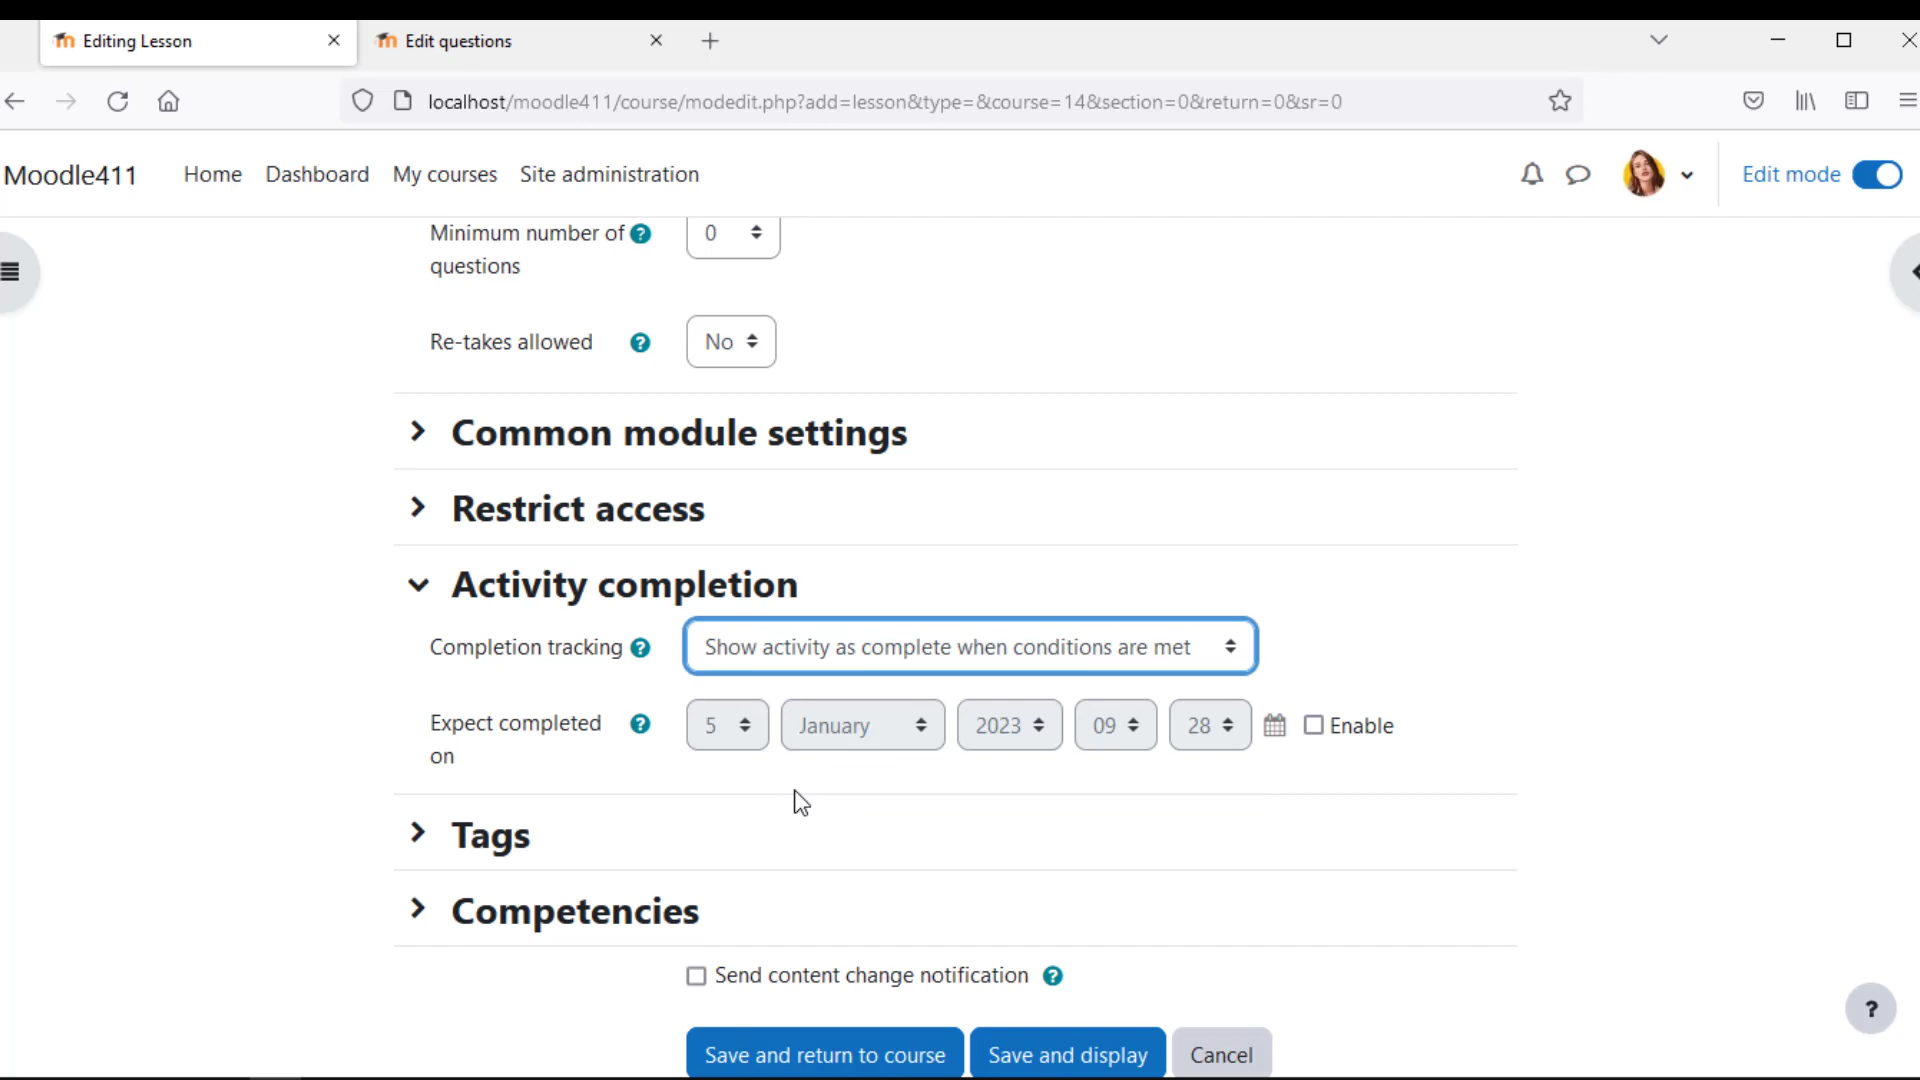 Editing Lesson
Edit questions
localhost/moodle411/course/modedit.php?add=lesson&type=&course=14&section=0&return=0&sr=0
Moodle411 Home Dashboard My courses Site administration Edit mode
Minimum number of ? 0
questions
Re-takes allowed ? No
Common module settings
Restrict access
Activity completion
Completion tracking ? Show activity as complete when conditions are met
Expect completed ? 5 January 2023 09 28 Enable
on
Tags
Competencies
Send content change notification ?
?
Save and return to course Save and display Cancel